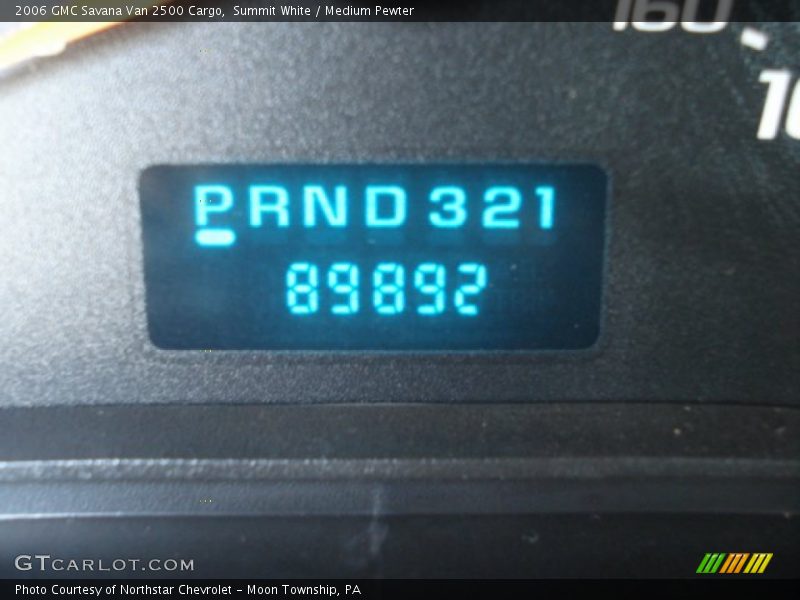 2006 GMC Savana Van 2500 Cargo, Summit White / Medium Pewter
160
PRND321
89892
GTCARLOT.COM
Photo Courtesy of Northstar Chevrolet - Moon Township, PA